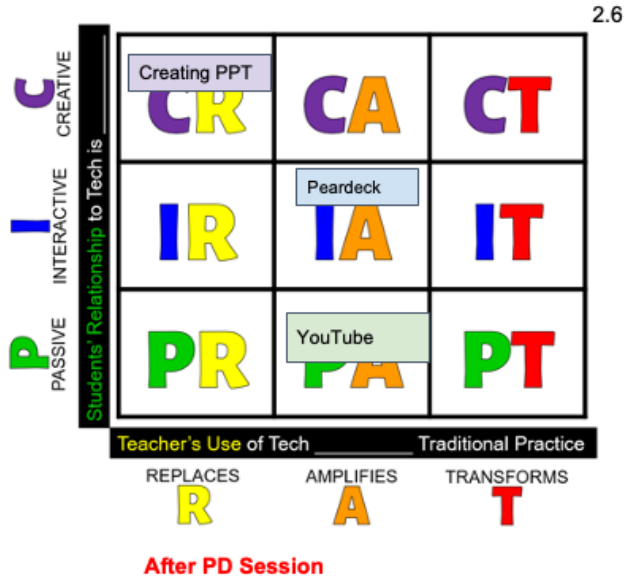 2.6
C
CREATIVE
I
INTERACTIVE
P
PASSIVE
Students' Relationship to Tech is ________
Creating PPT
CR
CA
CT
Peardeck
IR
IA
IT
YouTube
PR
PA
PT
Teacher's Use of Tech ________ Traditional Practice
REPLACES
R
AMPLIFIES
A
TRANSFORMS
T
After PD Session